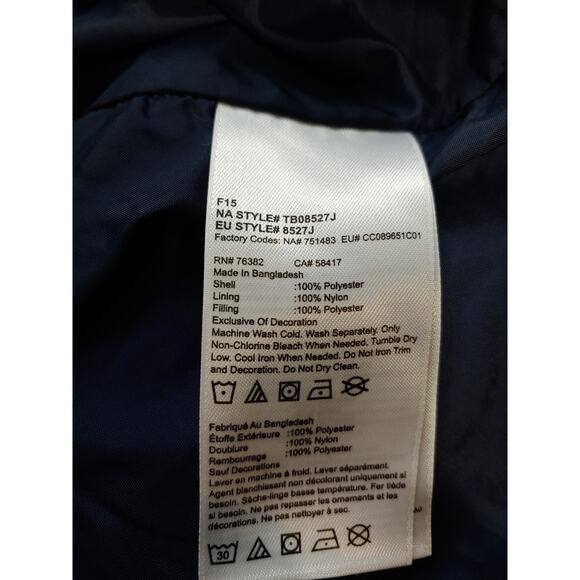 F15
NA STYLE# TB08527J
EU STYLE# 8527J
Factory Codes: NA# 751483 EU# CC089651C01
RN# 76382 CA# 58417
Made In Bangladesh
Shell :100% Polyester
Lining :100% Nylon
Filling :100% Polyester
Exclusive Of Decoration
Machine Wash Cold. Wash Separately. Only
Non-Chlorine Bleach When Needed. Tumble Dry
Low. Cool Iron When Needed. Do Not Iron Trim
and Decoration. Do Not Dry Clean.
Fabriqué Au Bangladesh
Étoffe Extérieure :100% Polyester
Doublure :100% Nylon
Rembourrage :100% Polyester
Sauf Decorations
Laver en machine à froid. Laver séparément.
Agent blanchissant non décolorant uniquement si
besoin. Sèche-linge basse température. Fer tiède
si besoin. Ne pas repasser les ornements et les
décorations. Ne pas nettoyer à sec.
30